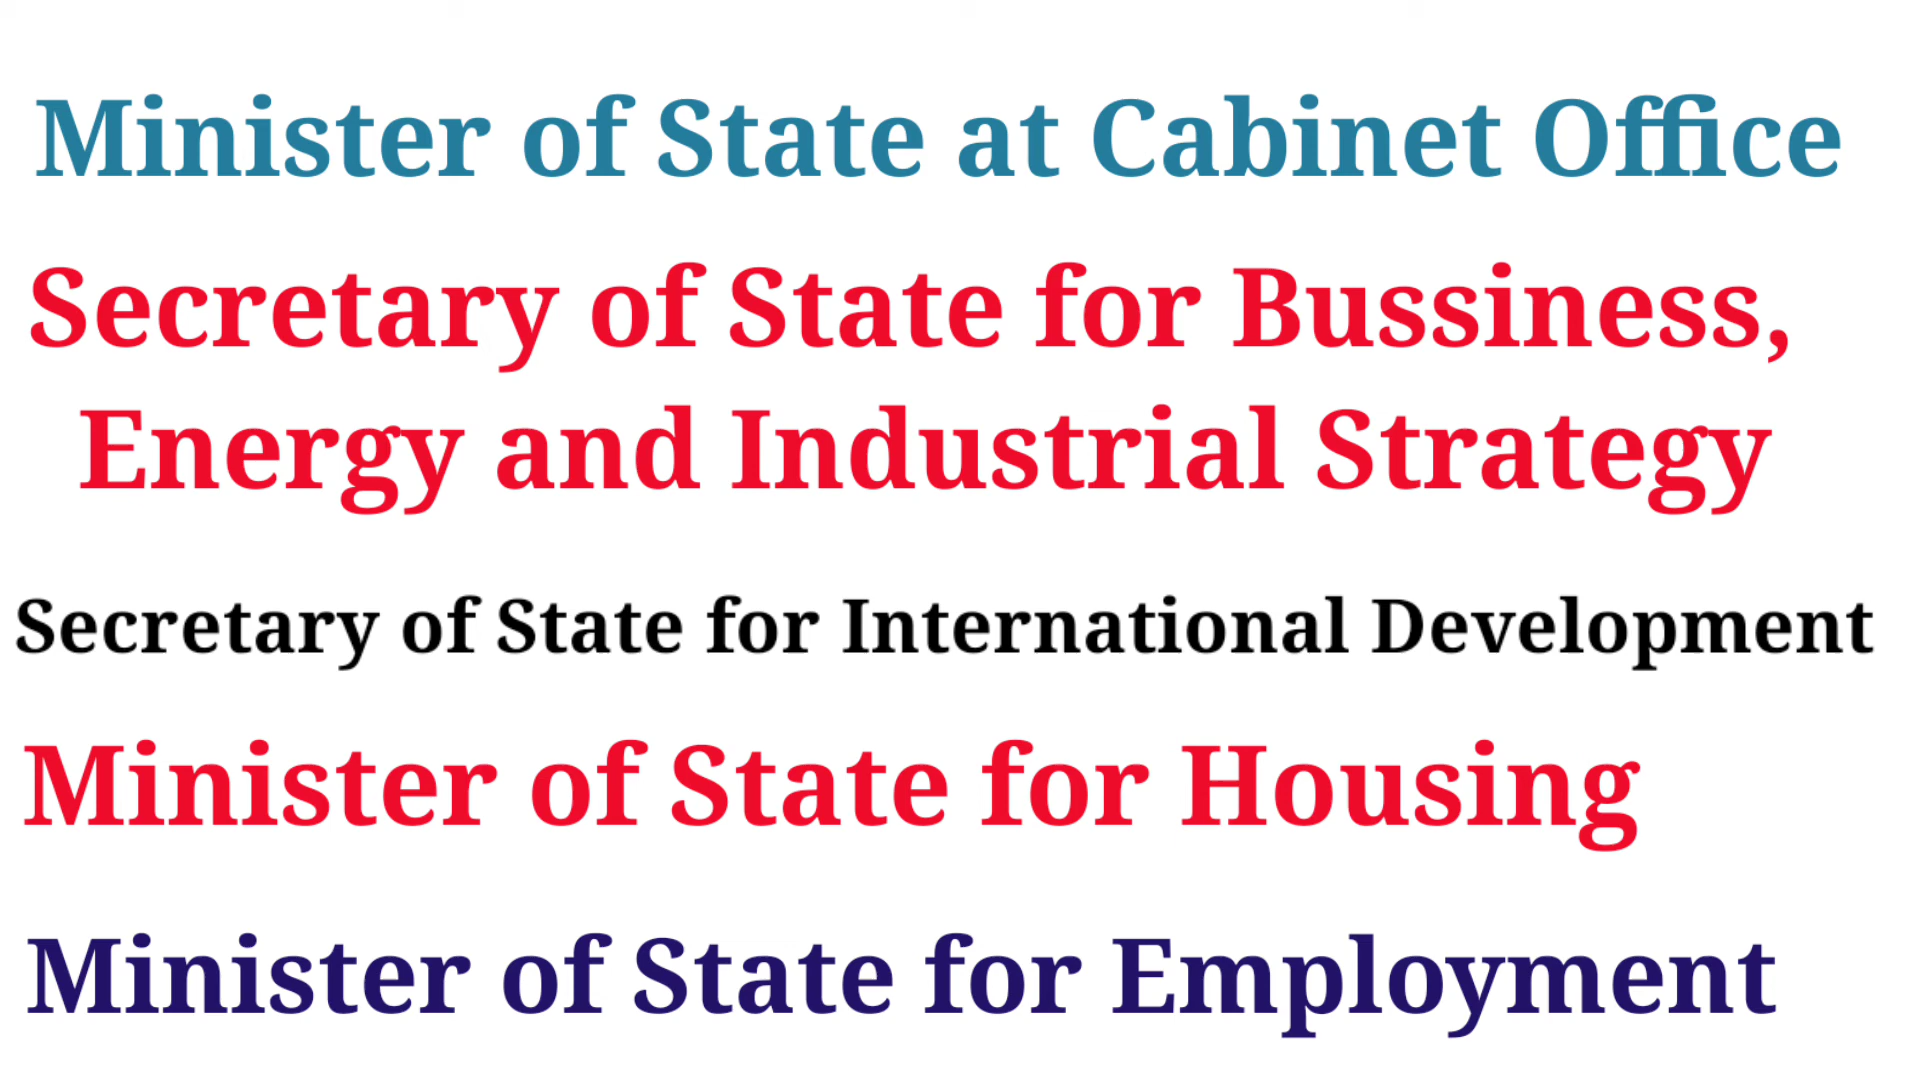 Minister of State at Cabinet Office
Secretary of State for Bussiness,
Energy and Industrial Strategy
Secretary of State for International Development
Minister of State for Housing
Minister of State for Employment